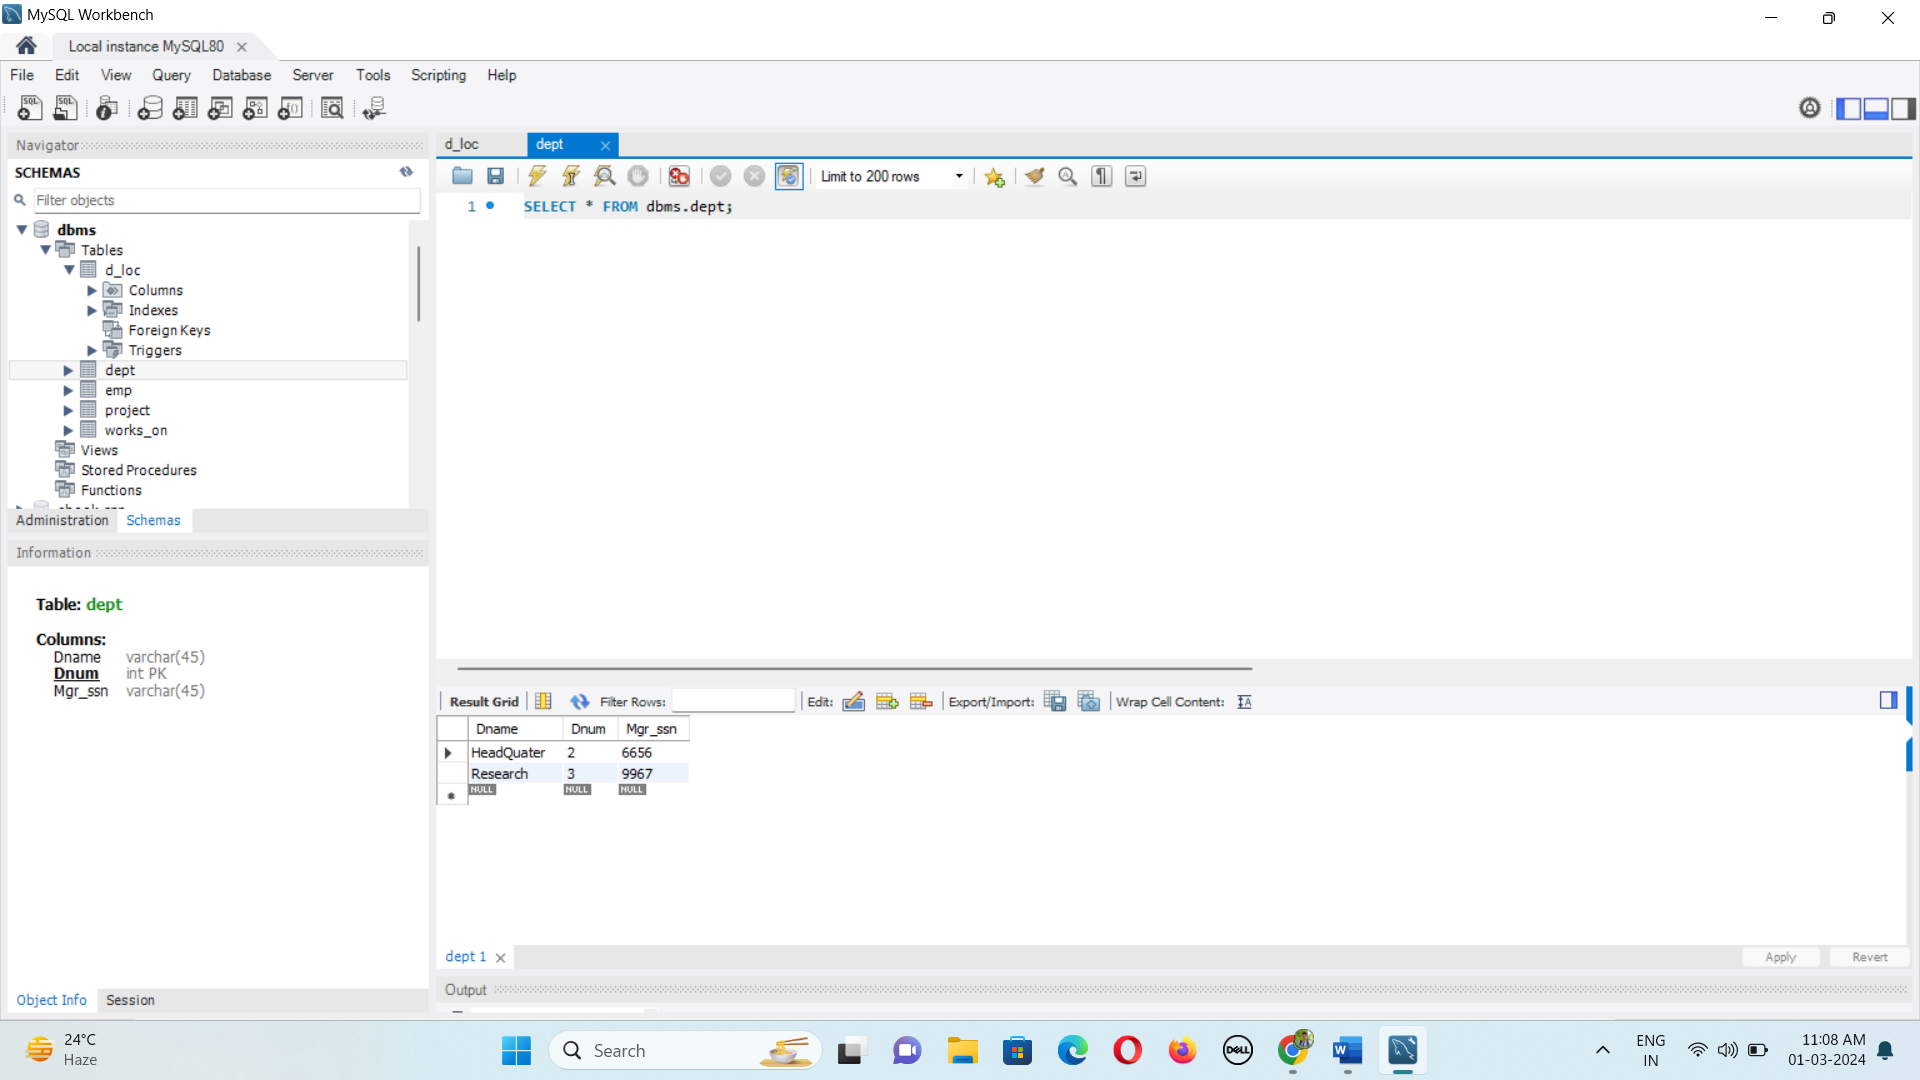 MySQL Workbench
Local instance MySQL80
File Edit View Query Database Server Tools Scripting Help
Navigator
SCHEMAS
Filter objects
dbms
Tables
d_loc
Columns
Indexes
Foreign Keys
Triggers
dept
emp
project
works_on
Views
Stored Procedures
Functions
Administration Schemas
Information
Table: dept
Columns:
Dname varchar(45)
Dnum int PK
Mgr_ssn varchar(45)
Object Info Session
d_loc dept
Limit to 200 rows
1 SELECT * FROM dbms.dept;
Result Grid Filter Rows: Edit: Export/Import: Wrap Cell Content:
Dname Dnum Mgr_ssn
HeadQuater 2 6656
Research 3 9967
NULL NULL NULL
dept 1
Apply Revert
Output
24°C
Haze
Search
DELL
ENG
IN
11:08 AM
01-03-2024